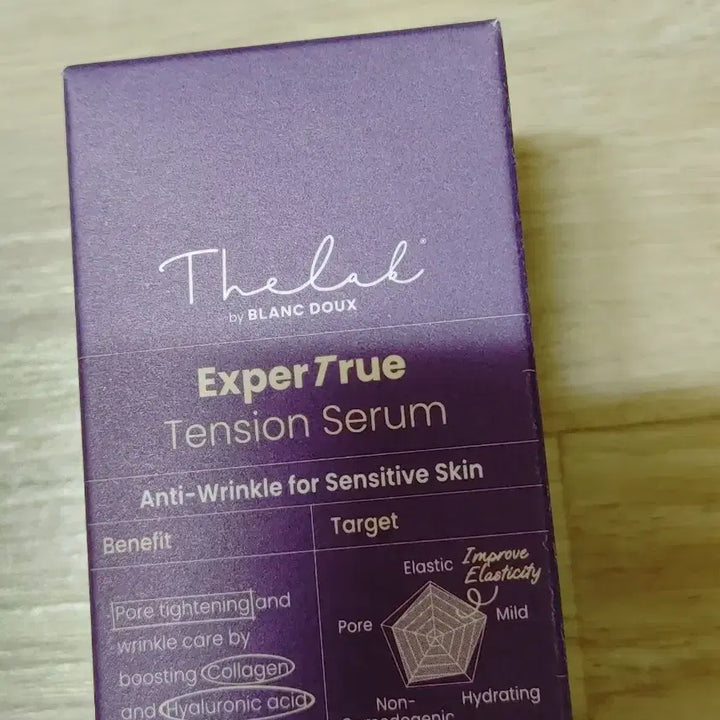 Thelab®
by BLANC DOUX
ExperTrue
Tension Serum
Anti-Wrinkle for Sensitive Skin
Benefit
Pore tightening and
wrinkle care by
boosting Collagen
and Hyaluronic acid
Target
Improve
Elasticity
Elastic
Mild
Pore
Hydrating
Non-
Comedogenic